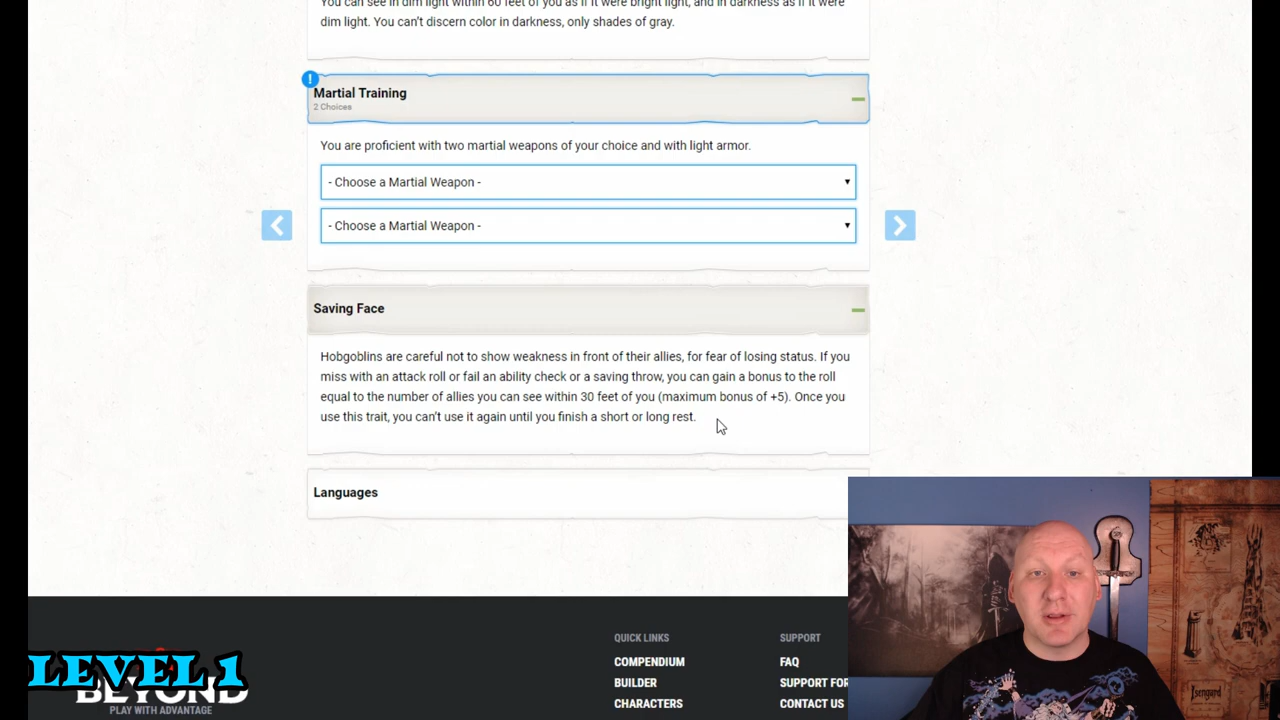 You can see in dim light within 60 feet of you as if it were bright light, and in darkness as if it were
dim light. You can't discern color in darkness, only shades of gray.
!
Martial Training
2 Choices
You are proficient with two martial weapons of your choice and with light armor.
- Choose a Martial Weapon -
- Choose a Martial Weapon -
Saving Face
Hobgoblins are careful not to show weakness in front of their allies, for fear of losing status. If you
miss with an attack roll or fail an ability check or a saving throw, you can gain a bonus to the roll
equal to the number of allies you can see within 30 feet of you (maximum bonus of +5). Once you
use this trait, you can't use it again until you finish a short or long rest.
Languages
LEVEL 1
BEYOND
PLAY WITH ADVANTAGE
QUICK LINKS
COMPENDIUM
BUILDER
CHARACTERS
SUPPORT
FAQ
SUPPORT FOR
CONTACT US
Isengard